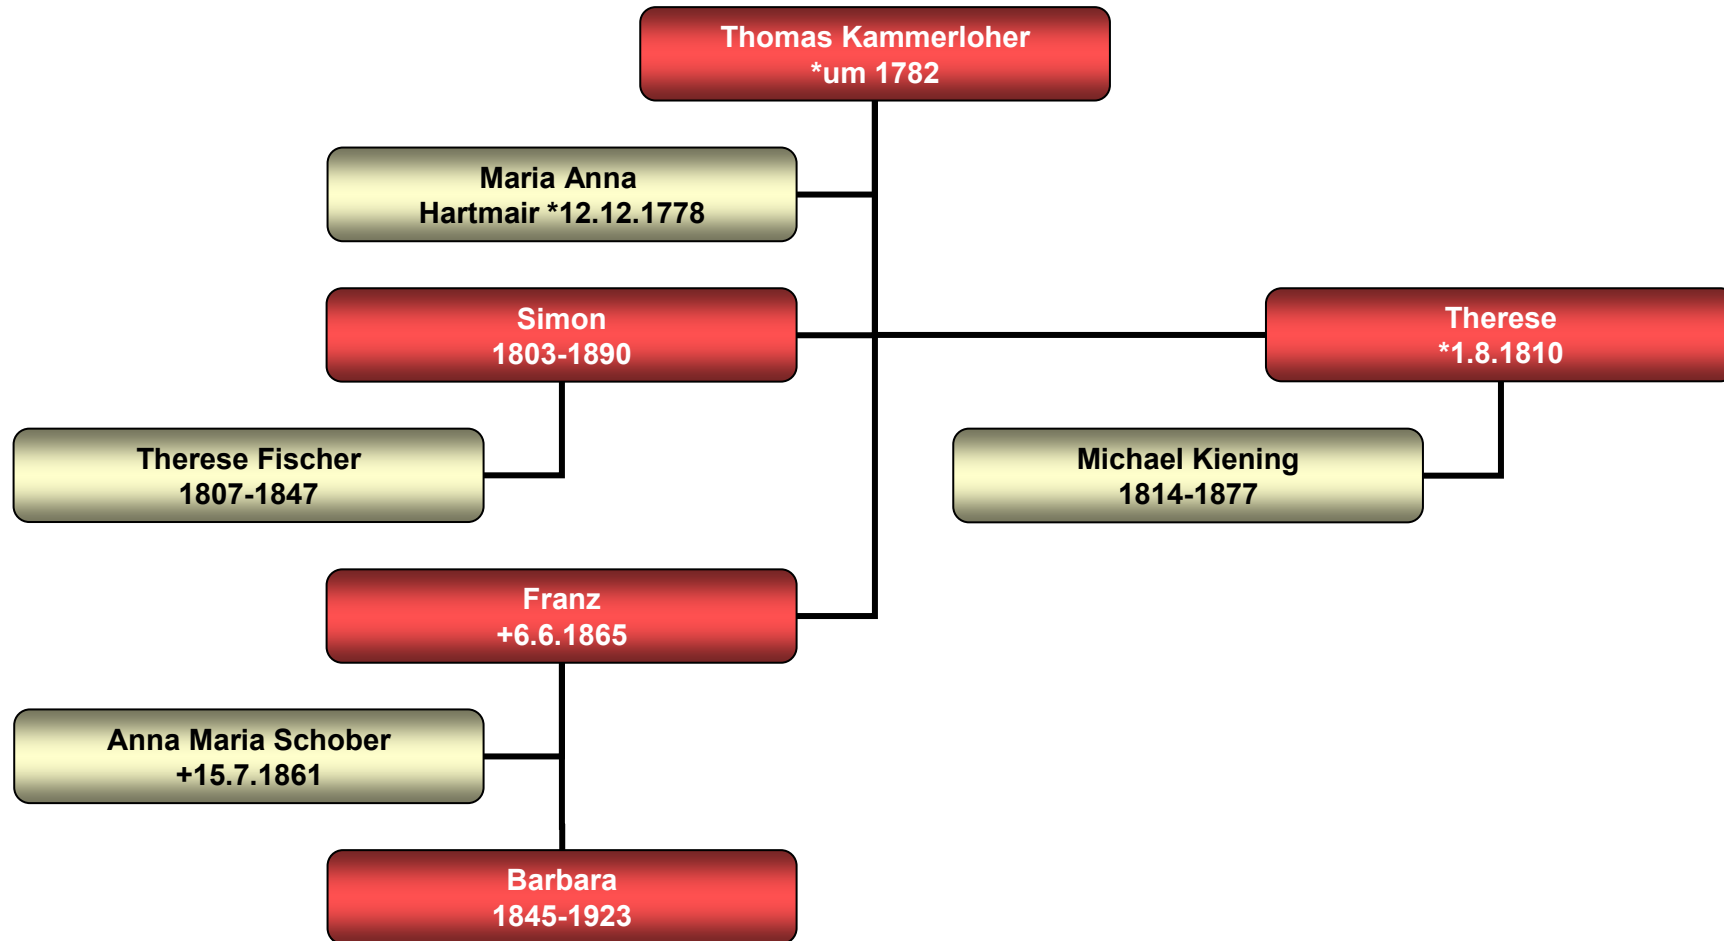 Thomas Kammerloher
*um 1782
Maria Anna
Hartmair *12.12.1778
Simon
1803-1890
Therese
*1.8.1810
Therese Fischer
1807-1847
Michael Kiening
1814-1877
Franz
+6.6.1865
Anna Maria Schober
+15.7.1861
Barbara
1845-1923